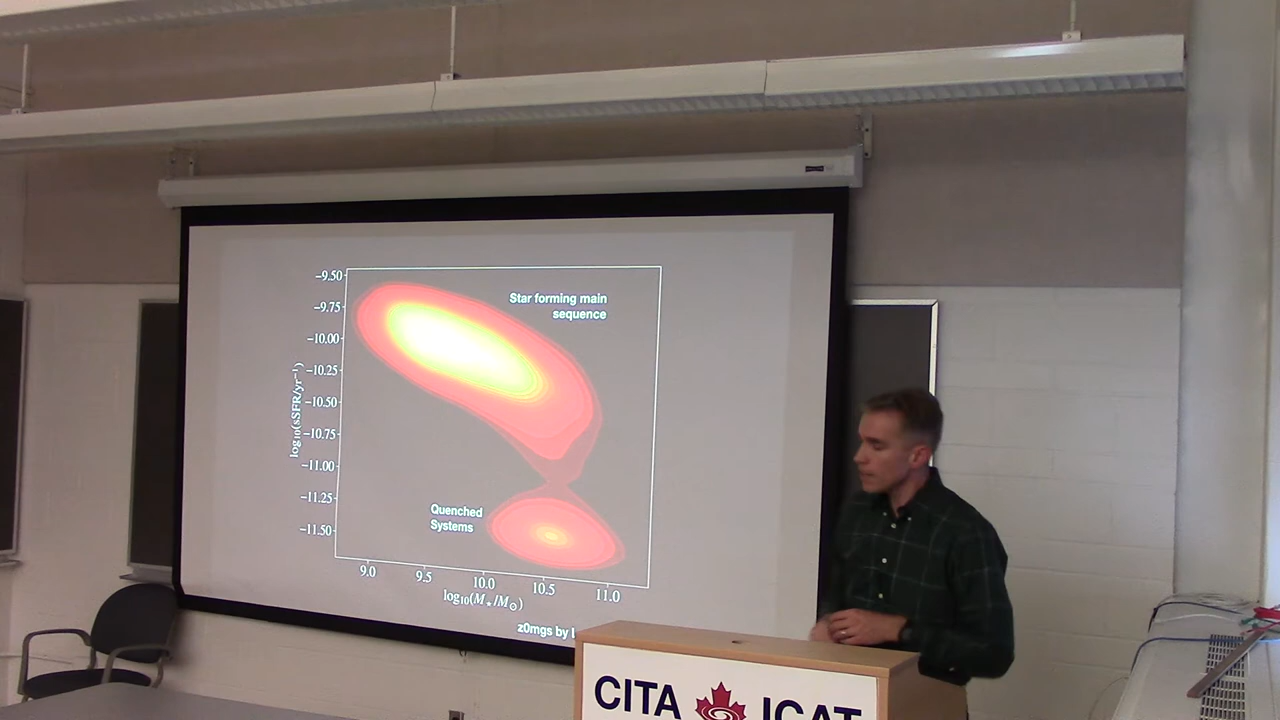 −9.50
Star forming main
sequence
−9.75
−10.00
−10.25
−10.50
−10.75
−11.00
−11.25
−11.50
log₁₀(sSFR/yr⁻¹)
Quenched
Systems
9.0 9.5 10.0 10.5 11.0
log₁₀(M⋆/M⊙)
z0mgs by
CITA ICAT